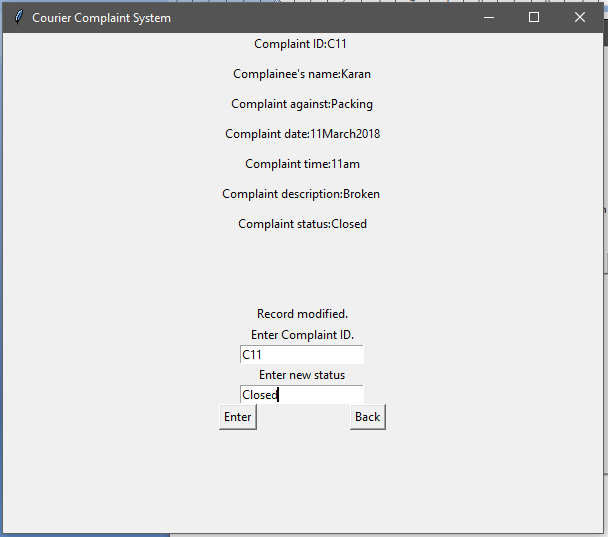 Courier Complaint System
Complaint ID:C11
Complainee's name:Karan
Complaint against:Packing
Complaint date:11March2018
Complaint time:11am
Complaint description:Broken
Complaint status:Closed
Record modified.
Enter Complaint ID.
C11
Enter new status
Closed
Enter Back